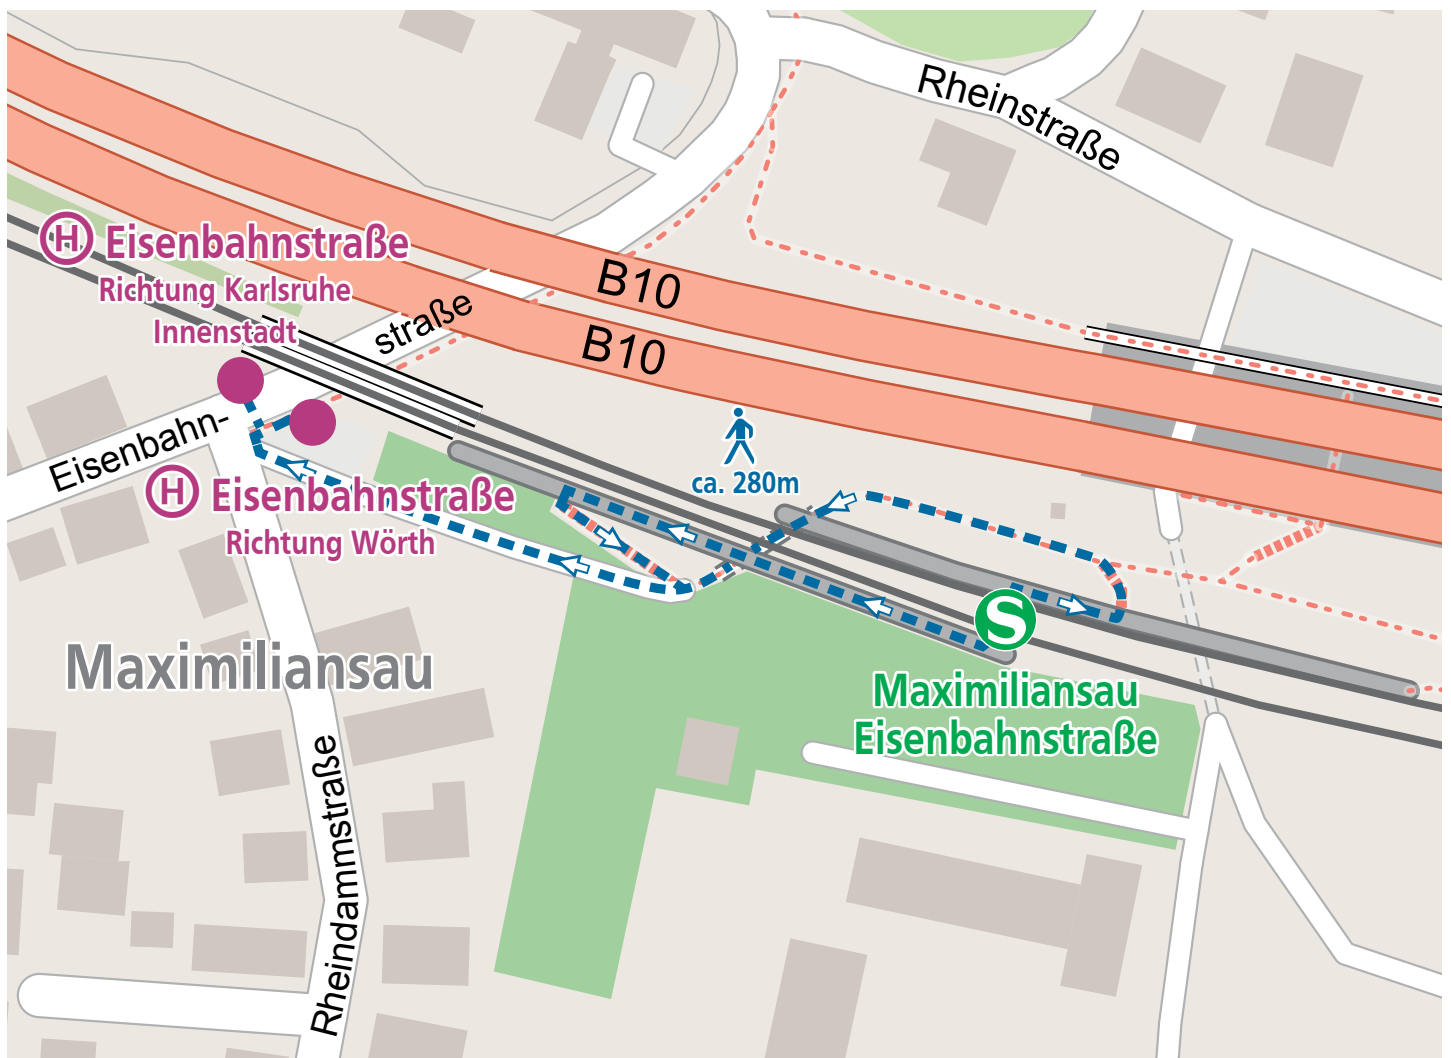 Rheinstraße
H Eisenbahnstraße
Richtung Karlsruhe
Innenstadt
B10
straße
B10
Eisenbahn-
ca. 280m
H Eisenbahnstraße
Richtung Wörth
S
Maximiliansau
Maximiliansau
Eisenbahnstraße
Rheindammstraße